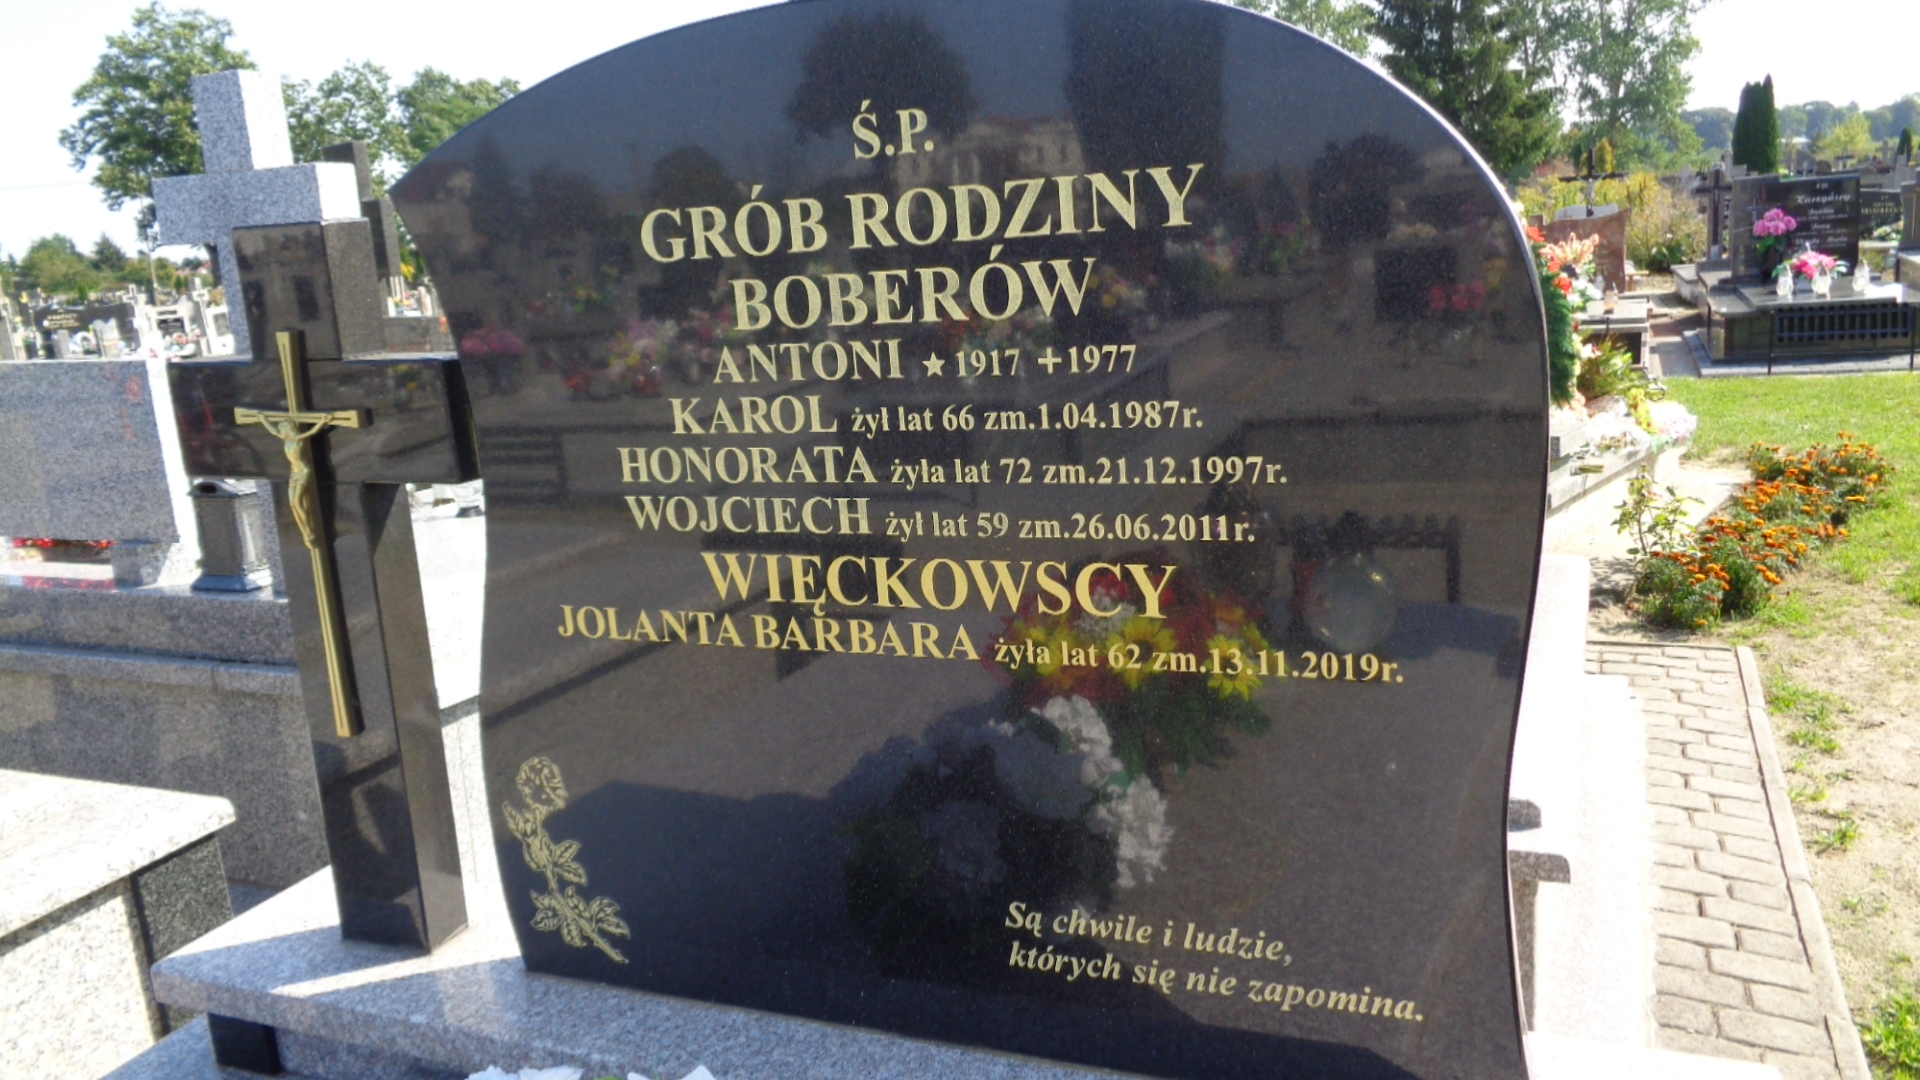 Ś.P.
GRÓB RODZINY
BOBERÓW
ANTONI ★ 1917 +1977
KAROL żył lat 66 zm.1.04.1987r.
HONORATA żyła lat 72 zm.21.12.1997r.
WOJCIECH żył lat 59 zm.26.06.2011r.
WIĘCKOWSCY
JOLANTA BARBARA żyła lat 62 zm.13.11.2019r.
Są chwile i ludzie,
których się nie zapomina.